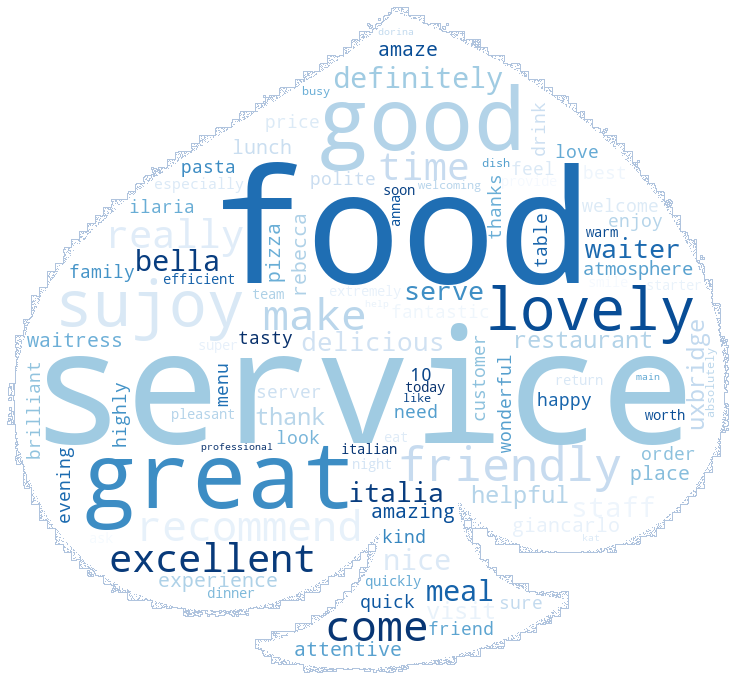 dorina
amaze
definitely
busy
good
price
drink
lunch
time
love
pasta
polite
dish
feel
best
especially
soon
welcoming
provide
food
ilaria
anna
thanks
welcome
really
rebecca
table
enjoy
pizza
warm
bella
waiter
family
efficient
atmosphere
team
extremely
serve
starter
sujoy
make
help
fantastic
lovely
waitress
super
tasty
delicious
restaurant
uxbridge
service
brilliant
menu
10
customer
wonderful
return
main
absolutely
today
server
like
happy
highly
pleasant
thank
need
worth
look
professional
italian
eat
order
evening
great
night
friendly
place
italia
helpful
recommend
amazing
staff
giancarlo
kind
kat
excellent
nice
experience
quickly
dinner
quick
meal
visit
sure
come
friend
attentive